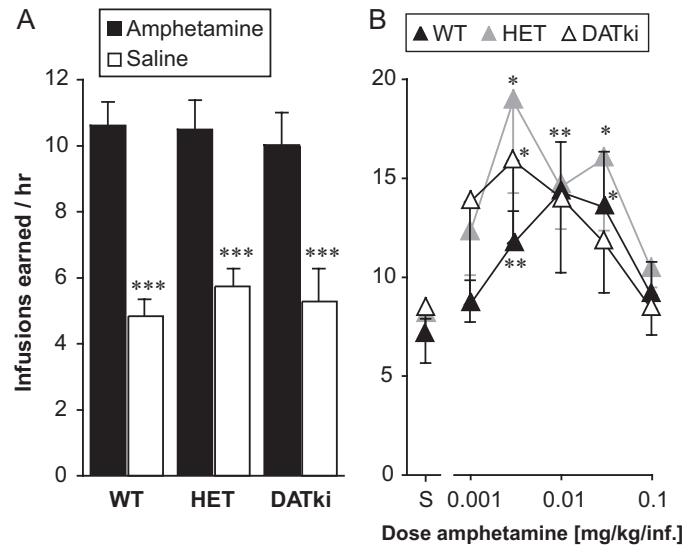 A
Amphetamine
Saline
Infusions earned / hr
12
10
8
6
4
2
0
***
***
***
WT
HET
DATki
B
WT HET DATki
20
15
10
5
0
*
*
**
**
*
*
S 0.001 0.01 0.1
Dose amphetamine [mg/kg/inf.]